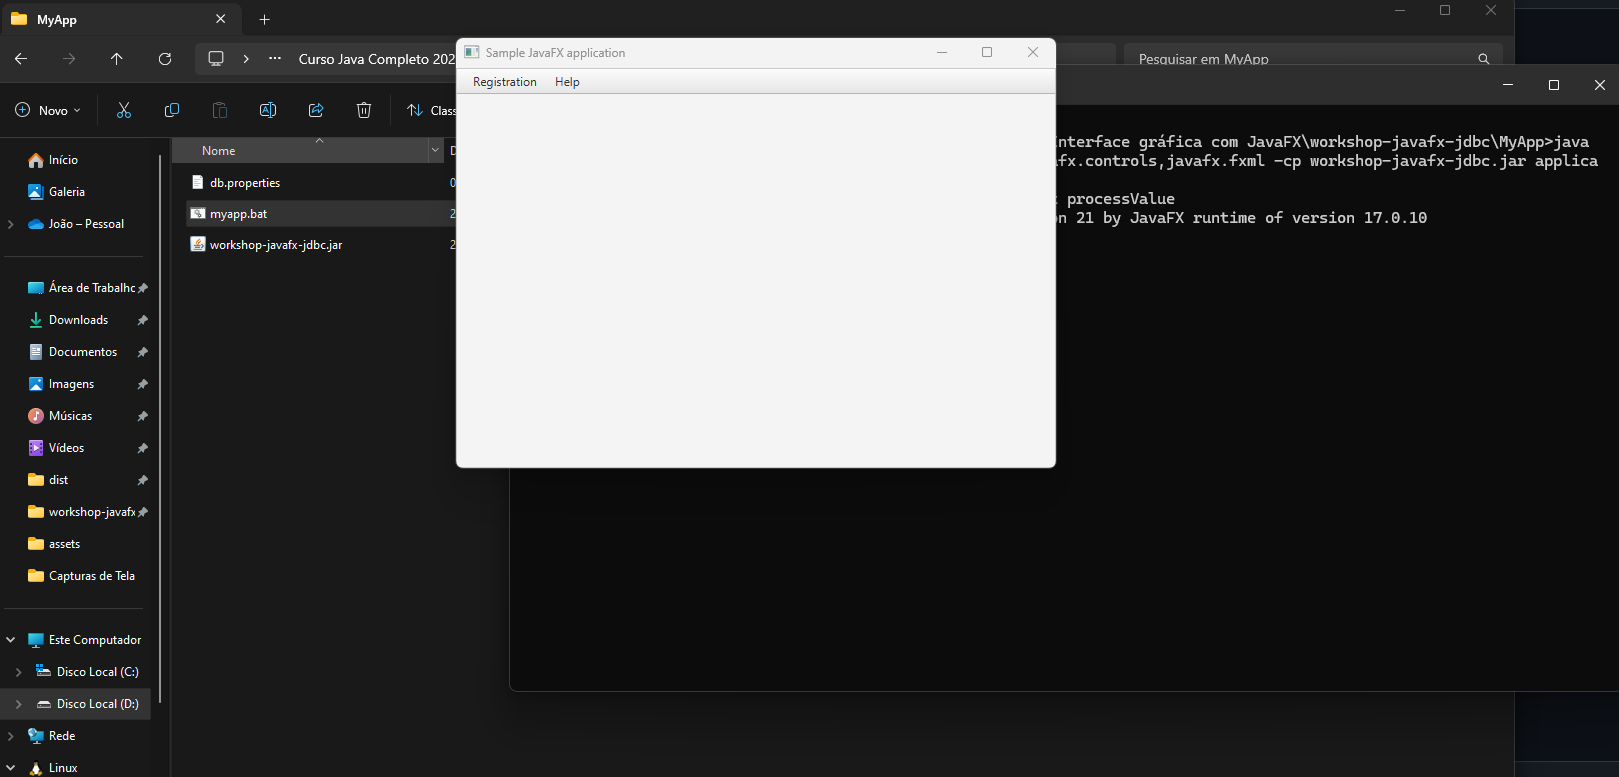 MyApp
Curso Java Completo 202
Pesquisar em MyApp
Sample JavaFX application
Registration Help
Novo
Class
Nome
db.properties
myapp.bat
workshop-javafx-jdbc.jar
Início
Galeria
João – Pessoal
Área de Trabalho
Downloads
Documentos
Imagens
Músicas
Vídeos
dist
workshop-javafx
assets
Capturas de Tela
Este Computador
Disco Local (C:)
Disco Local (D:)
Rede
Linux
Interface gráfica com JavaFX\workshop-javafx-jdbc\MyApp>java
fx.controls,javafx.fxml -cp workshop-javafx-jdbc.jar applica
processValue
n 21 by JavaFX runtime of version 17.0.10